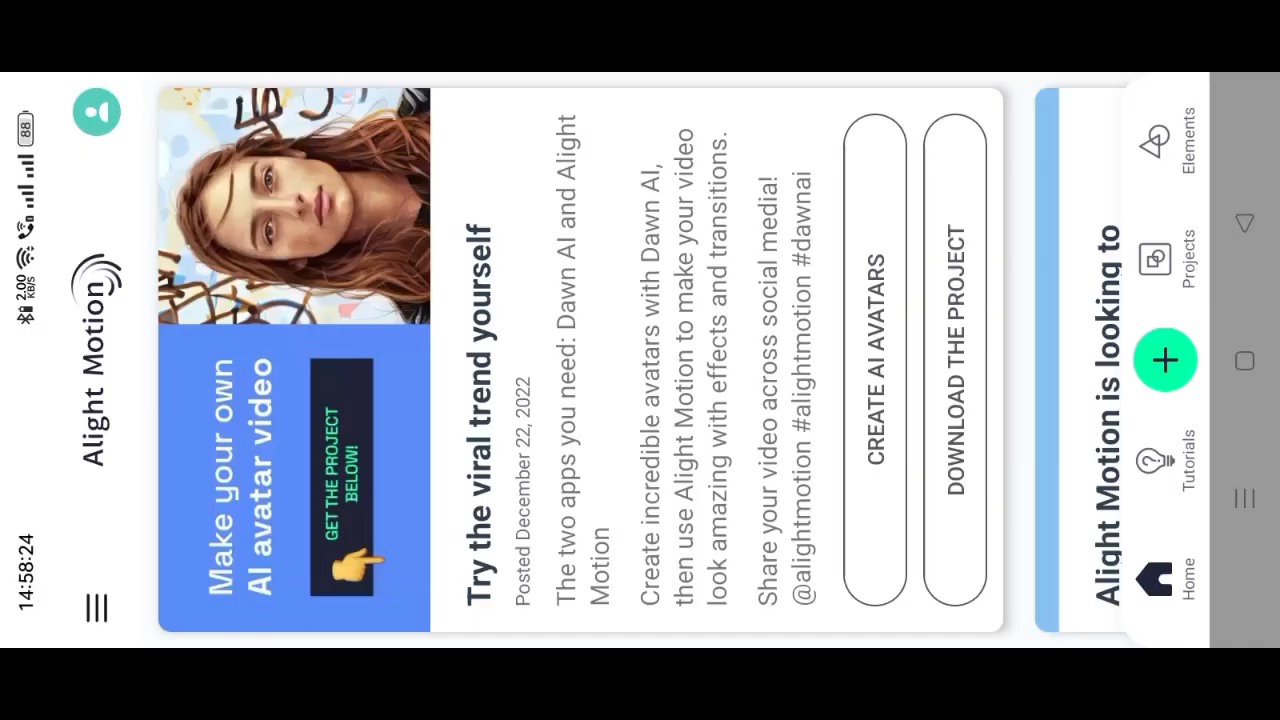 14:58:24
2.00
KB/S
88
Alight Motion
Make your own
AI avatar video
GET THE PROJECT
BELOW!
Try the viral trend yourself
Posted December 22, 2022
The two apps you need: Dawn AI and Alight
Motion
Create incredible avatars with Dawn AI,
then use Alight Motion to make your video
look amazing with effects and transitions.
Share your video across social media!
@alightmotion #alightmotion #dawnai
CREATE AI AVATARS
DOWNLOAD THE PROJECT
Alight Motion is looking to
Home
Tutorials
Projects
Elements